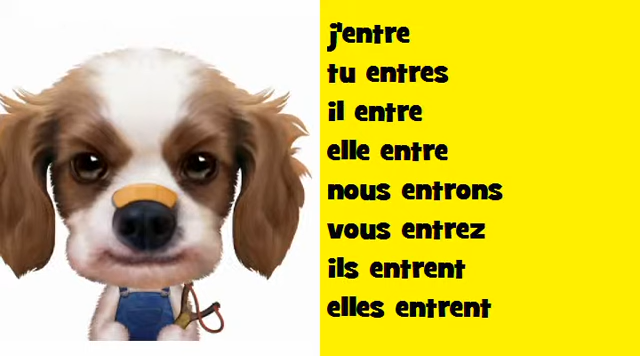 j'entre
tu entres
il entre
elle entre
nous entrons
vous entrez
ils entrent
elles entrent